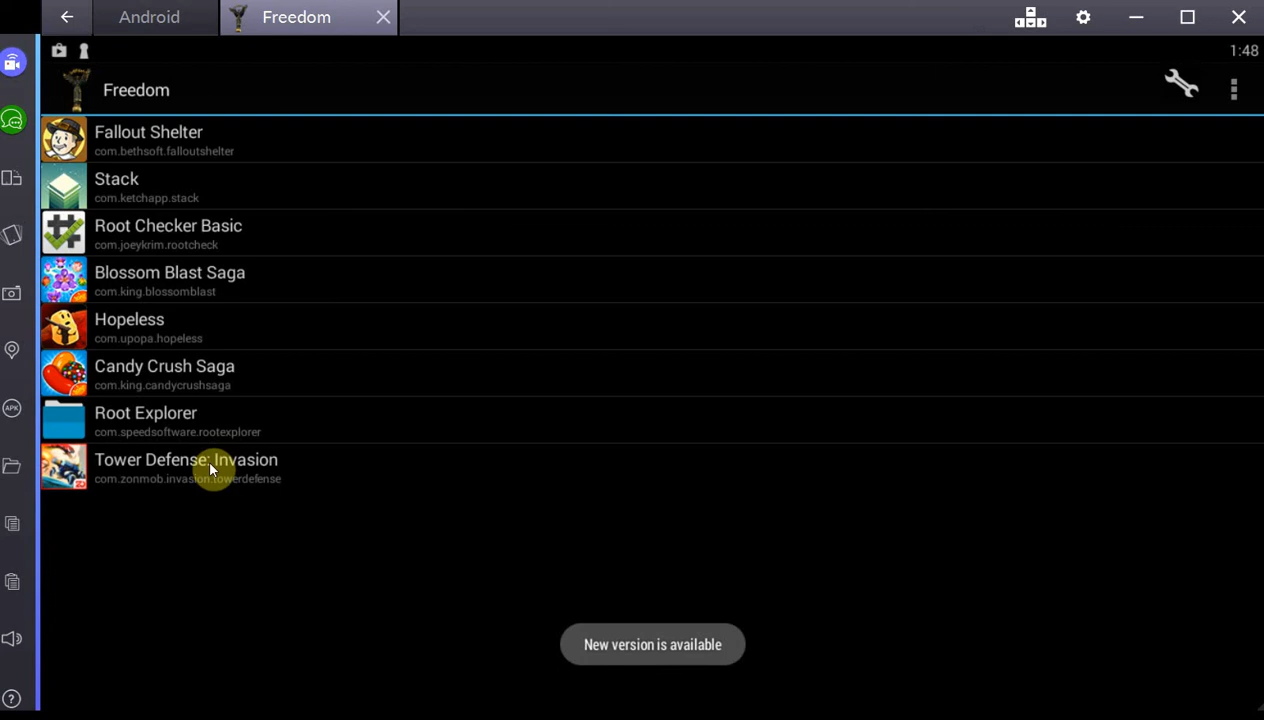 Android
Freedom
1:48
Freedom
Fallout Shelter
com.bethsoft.falloutshelter
Stack
com.ketchapp.stack
Root Checker Basic
com.joeykrim.rootcheck
Blossom Blast Saga
com.king.blossomblast
Hopeless
com.upopa.hopeless
Candy Crush Saga
com.king.candycrushsaga
APK
Root Explorer
com.speedsoftware.rootexplorer
Tower Defense: Invasion
com.zonmob.invasion.towerdefense
New version is available